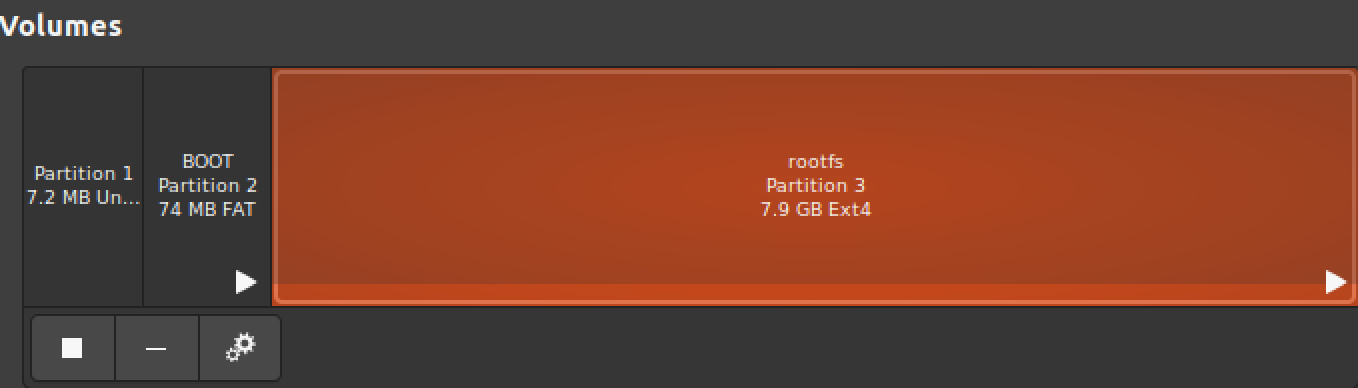 Volumes
Partition 1
7.2 MB Un...
BOOT
Partition 2
74 MB FAT
rootfs
Partition 3
7.9 GB Ext4